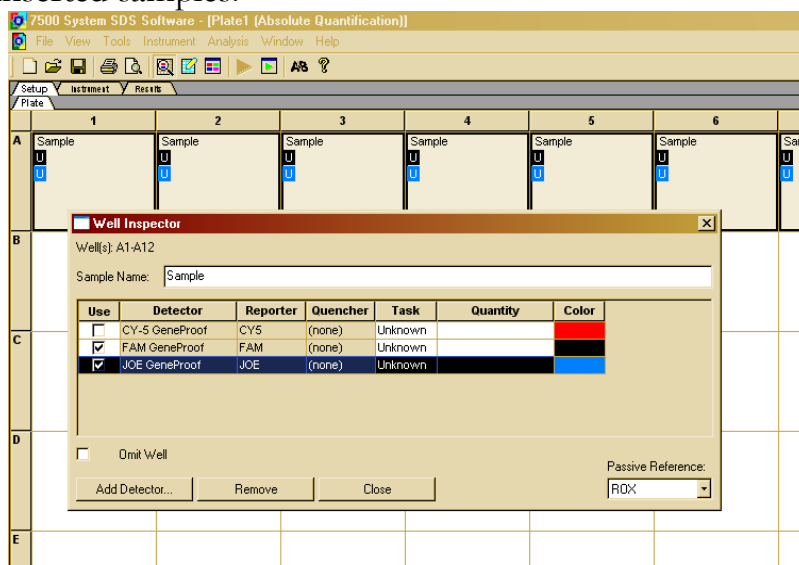 inserted samples.
7500 System SDS Software - [Plate1 (Absolute Quantification)]
File View Tools Instrument Analysis Window Help
Setup Instrument Results
Plate
1 2 3 4 5 6
A Sample Sample Sample Sample Sample Sample Sa
U U U U U U U
U U U U U U U
Well Inspector
B
Well(s): A1-A12
Sample Name: Sample
Use Detector Reporter Quencher Task Quantity Color
CY-5 GeneProof CY5 (none) Unknown
C
FAM GeneProof FAM (none) Unknown
JOE GeneProof JOE (none) Unknown
D
Omit Well
Passive Reference:
Add Detector... Remove Close ROX
E